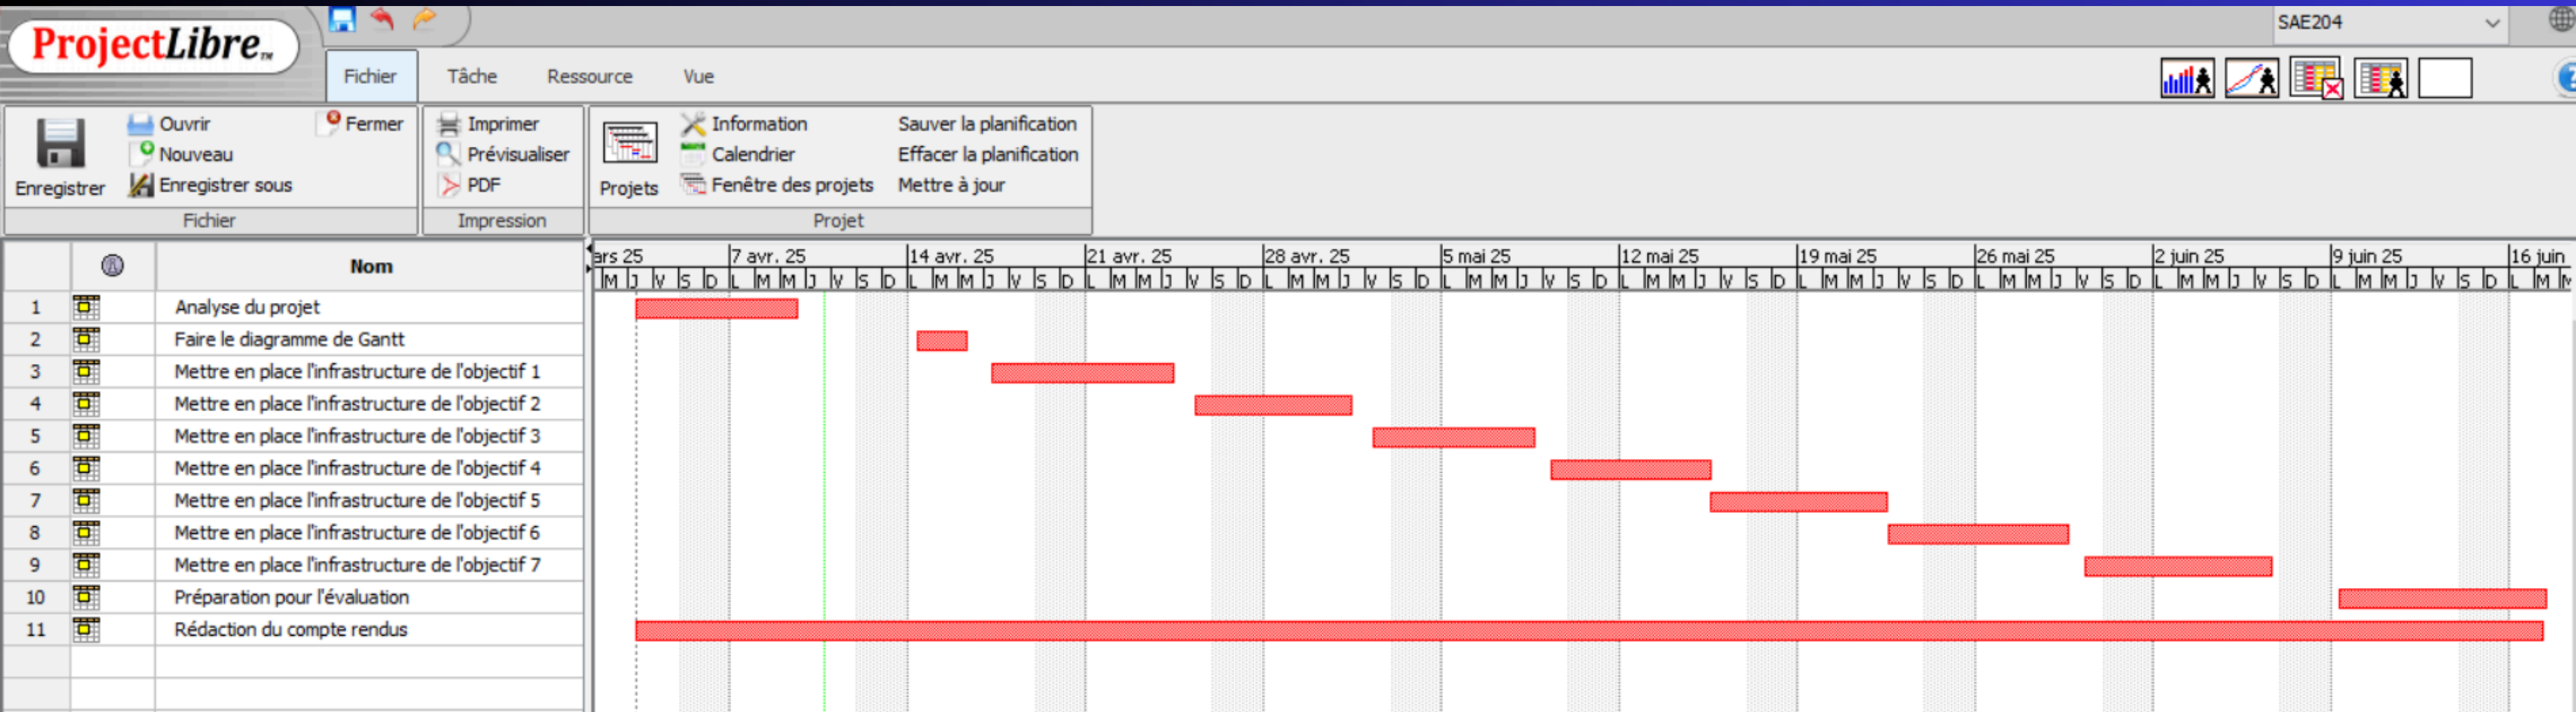 SAE204
ProjectLibre™
Fichier Tâche Ressource Vue
Ouvrir Fermer Imprimer Information Sauver la planification
Nouveau Prévisualiser Calendrier Effacer la planification
Enregistrer Enregistrer sous PDF Projets Fenêtre des projets Mettre à jour
Fichier Impression Projet
Nom
ars 25 7 avr. 25 14 avr. 25 21 avr. 25 28 avr. 25 5 mai 25 12 mai 25 19 mai 25 26 mai 25 2 juin 25 9 juin 25 16 juin
M J V S D L M M J V S D L M M J V S D L M M J V S D L M M J V S D L M M J V S D L M M J V S D L M M J V S D L M M J V S D L M M J V S D L M M J V S D L M M
1 Analyse du projet
2 Faire le diagramme de Gantt
3 Mettre en place l'infrastructure de l'objectif 1
4 Mettre en place l'infrastructure de l'objectif 2
5 Mettre en place l'infrastructure de l'objectif 3
6 Mettre en place l'infrastructure de l'objectif 4
7 Mettre en place l'infrastructure de l'objectif 5
8 Mettre en place l'infrastructure de l'objectif 6
9 Mettre en place l'infrastructure de l'objectif 7
10 Préparation pour l'évaluation
11 Rédaction du compte rendus